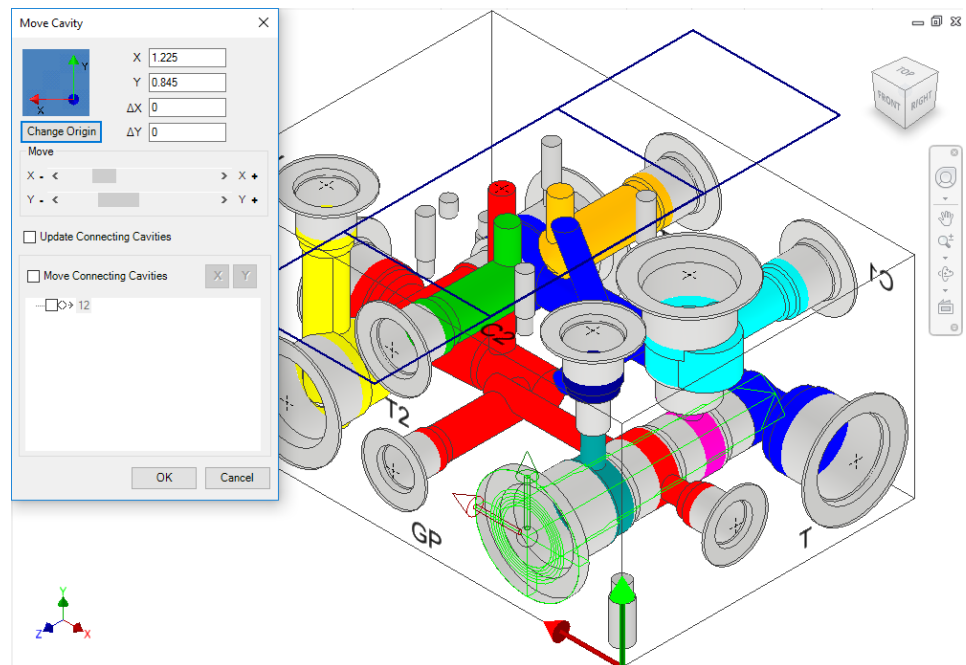 Move Cavity
X 1.225
Y 0.845
ΔX 0
ΔY 0
Y
X
Change Origin
Move
X - < > X +
Y - < > Y +
Update Connecting Cavities
Move Connecting Cavities X Y
12
OK Cancel
TOP
FRONT RIGHT
C1
C2
T2
GP
T
Y
Z X